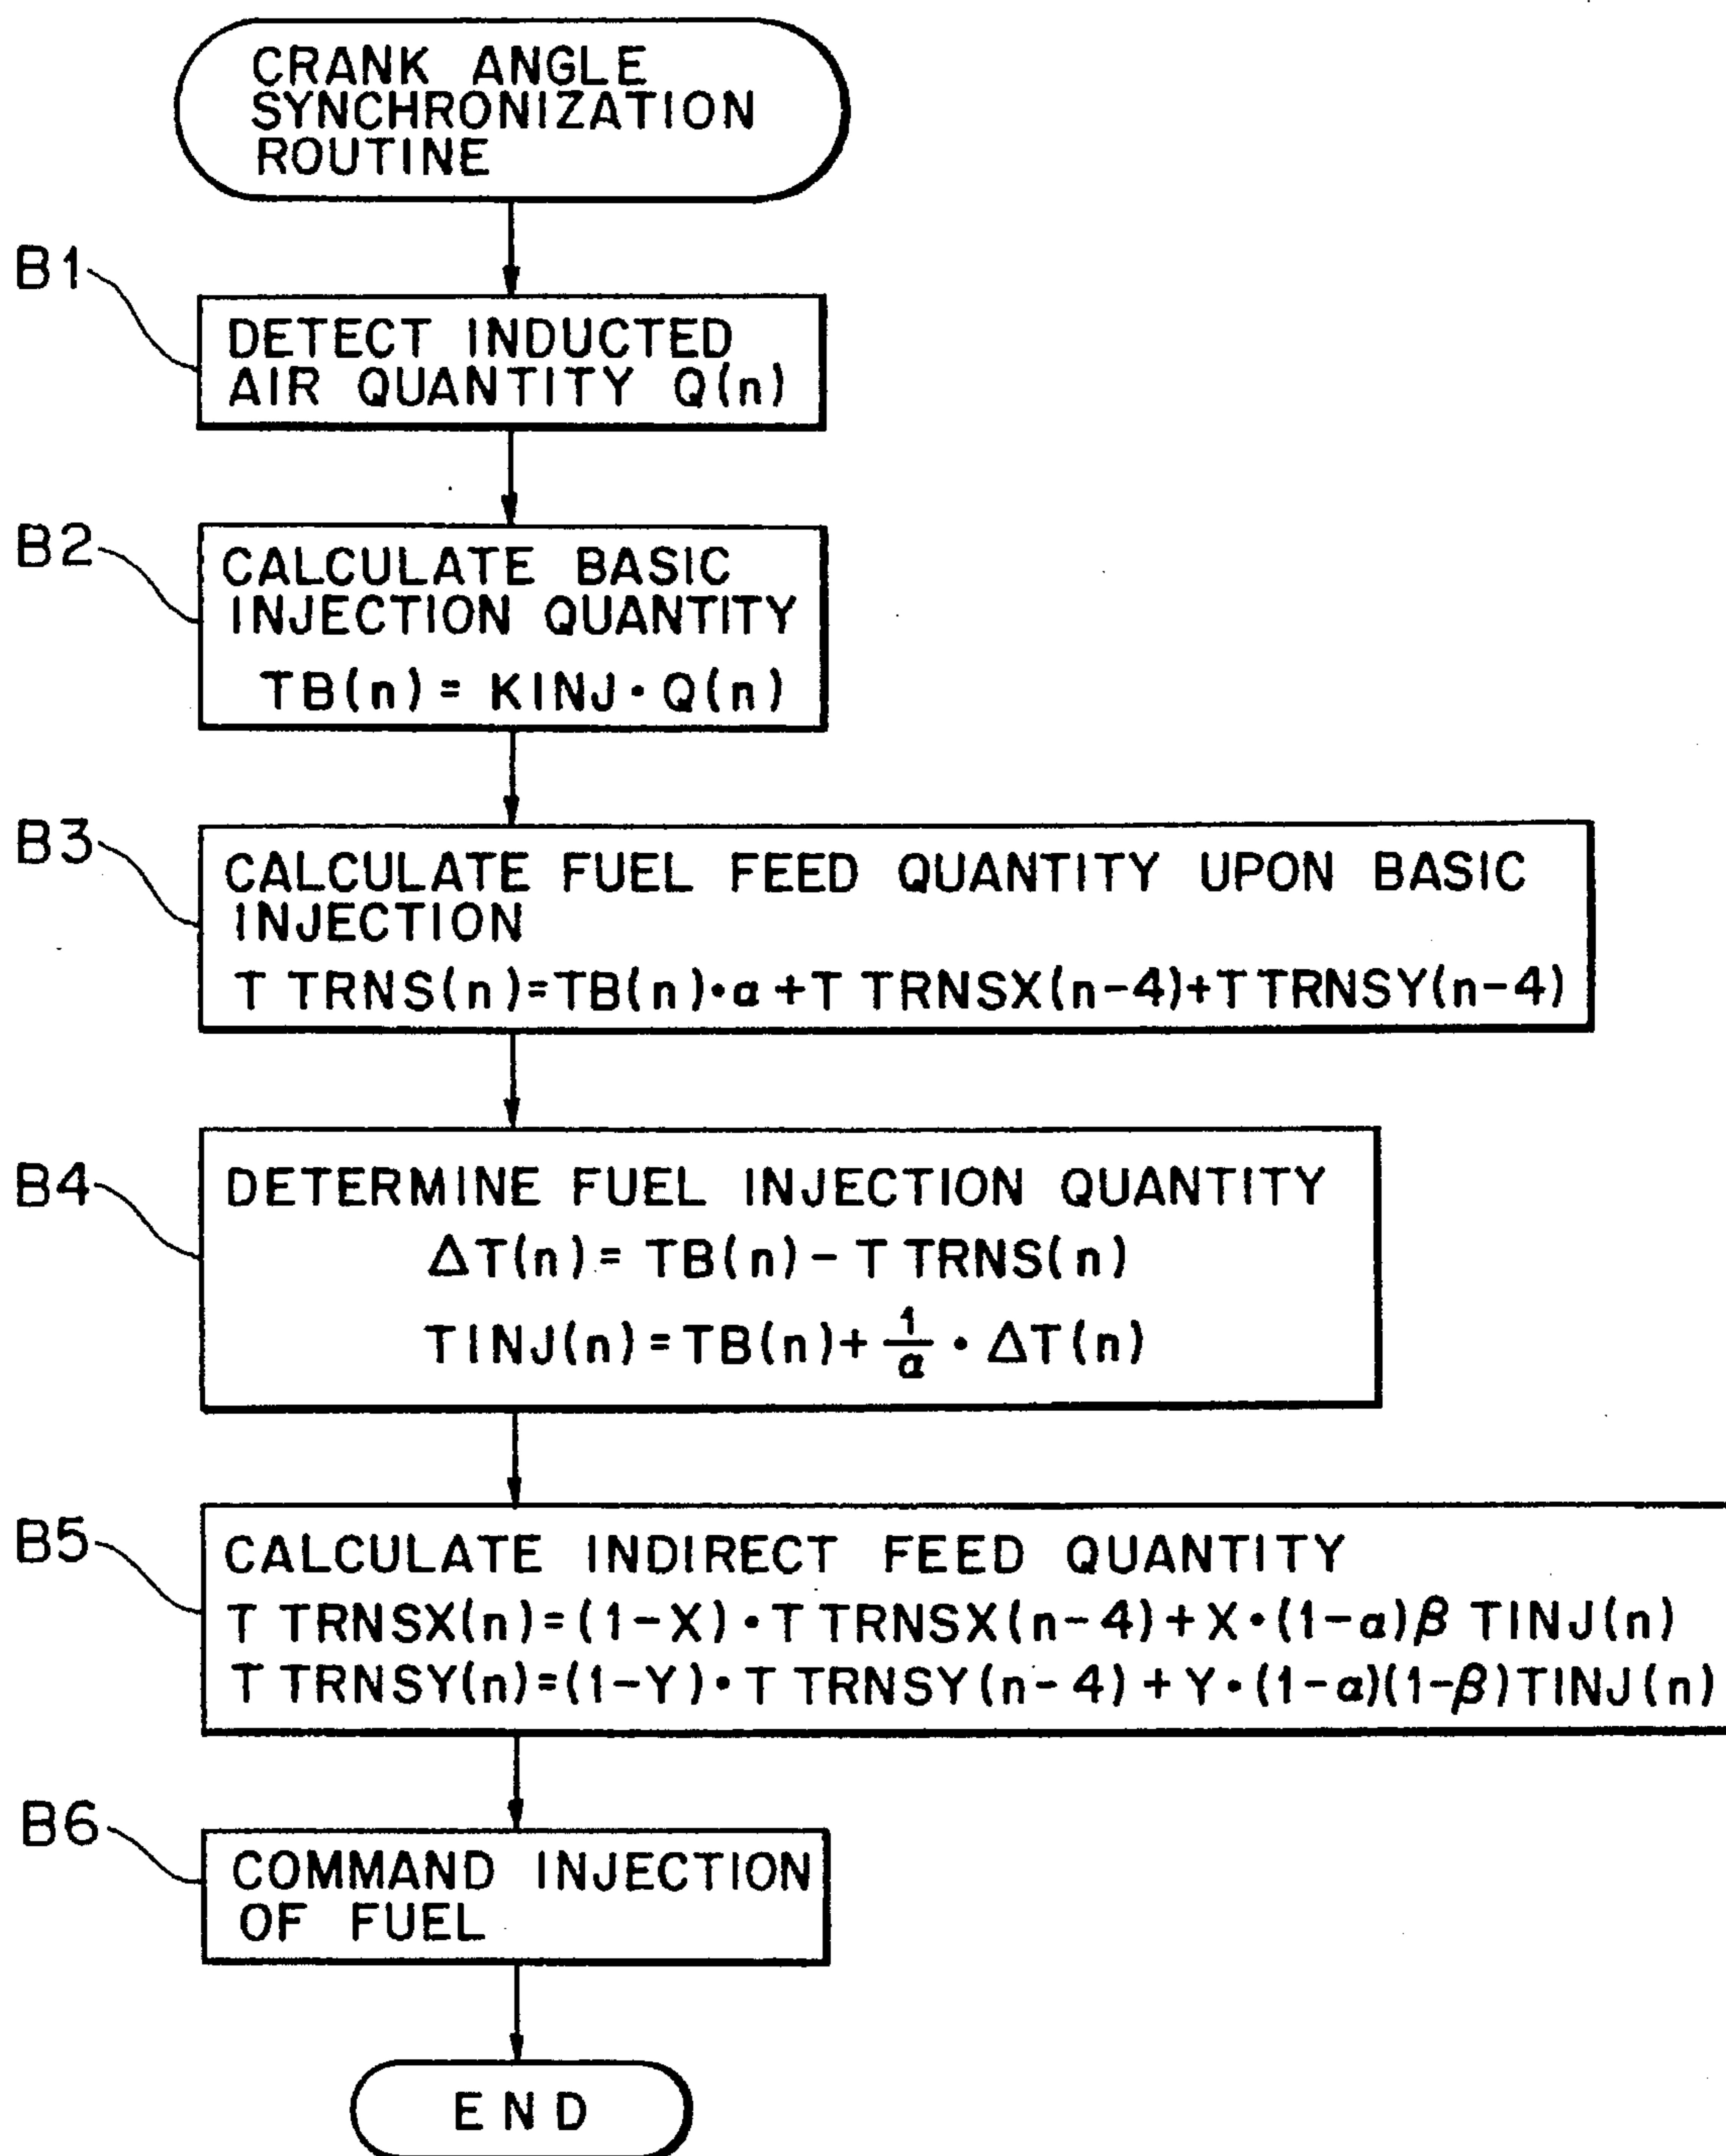 CRANK ANGLE
SYNCHRONIZATION
ROUTINE
B1
DETECT INDUCTED
AIR QUANTITY Q(n)
B2
CALCULATE BASIC
INJECTION QUANTITY
TB(n)= KINJ·Q(n)
B3
CALCULATE FUEL FEED QUANTITY UPON BASIC
INJECTION
T TRNS(n)=TB(n)·α+T TRNSX(n-4)+T TRNSY(n-4)
B4
DETERMINE FUEL INJECTION QUANTITY
ΔT(n)= TB(n)- T TRNS(n)
TINJ(n)=TB(n)+ 1/α · ΔT(n)
B5
CALCULATE INDIRECT FEED QUANTITY
T TRNSX(n)=(1-X)·T TRNSX(n-4)+X·(1-α)β TINJ(n)
T TRNSY(n)=(1-Y)·T TRNSY(n-4)+Y·(1-α)(1-β)TINJ(n)
B6
COMMAND INJECTION
OF FUEL
END